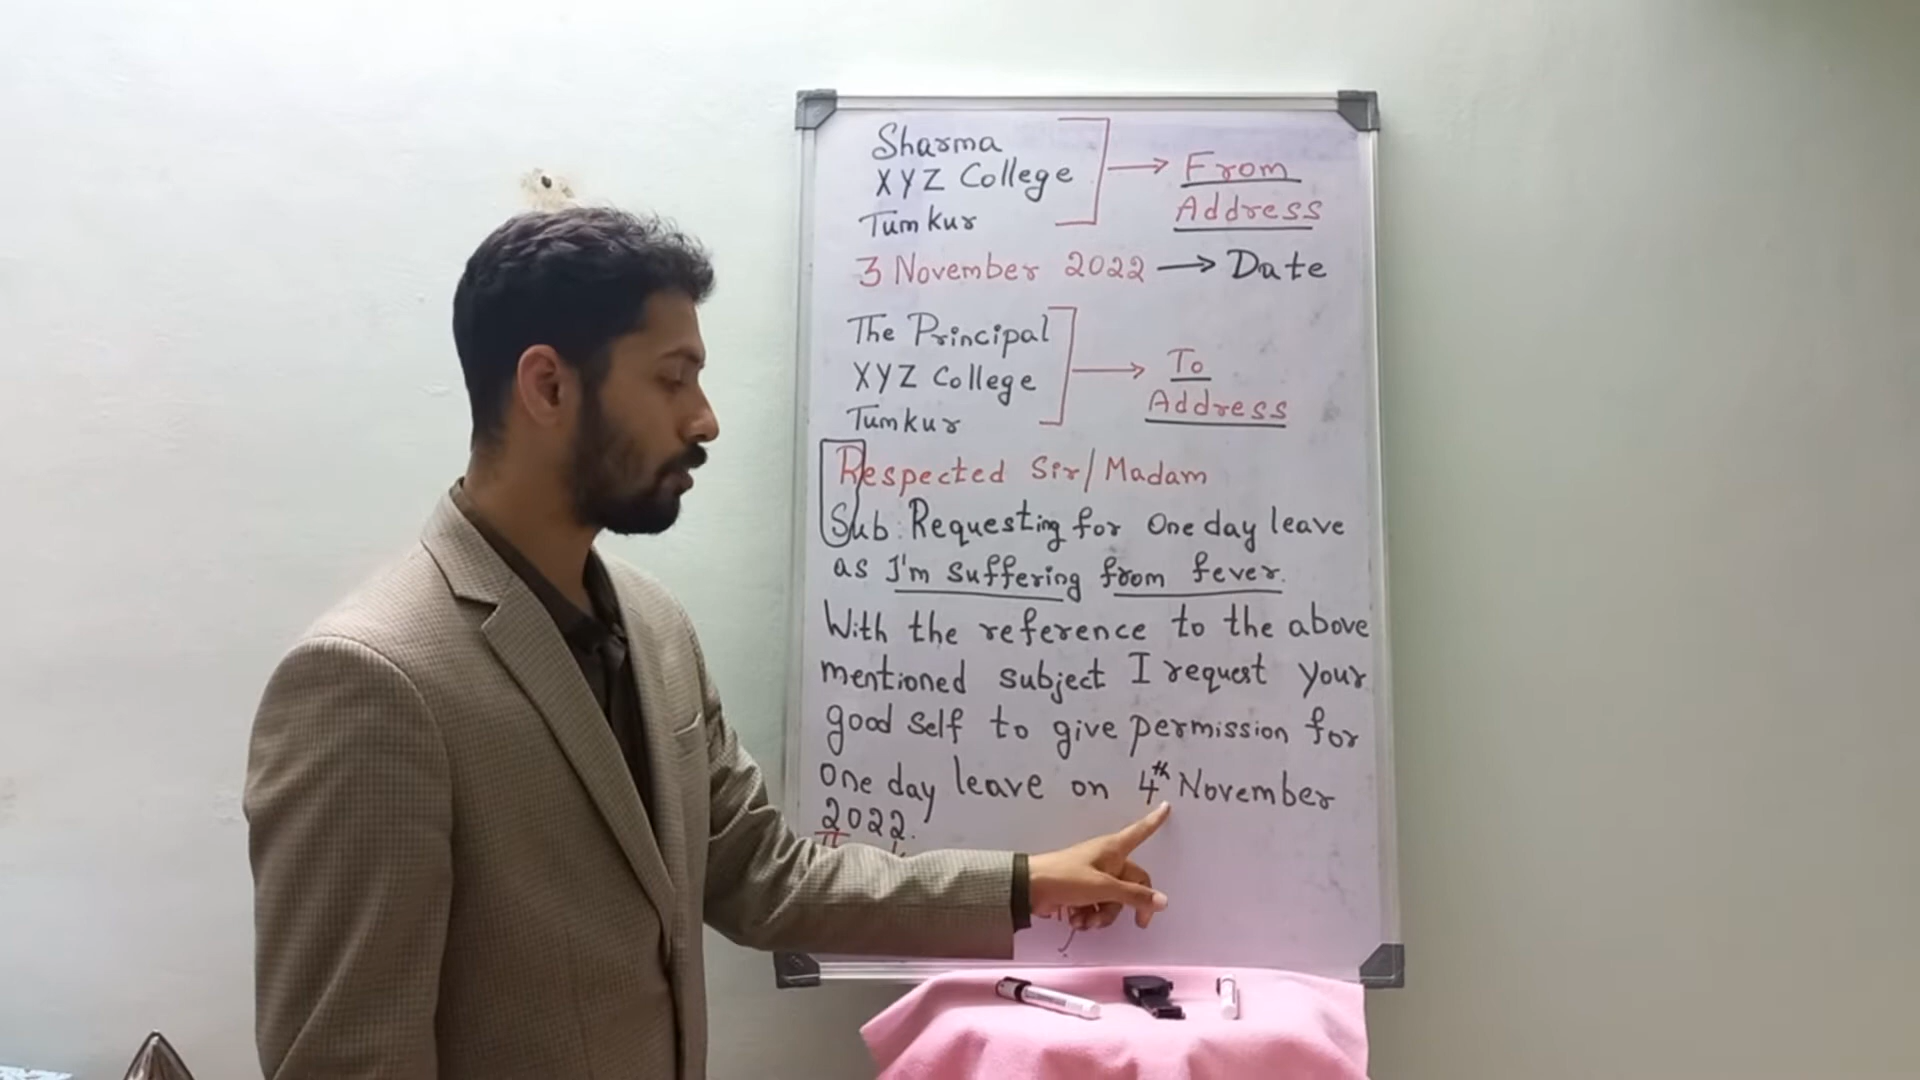 Sharma
XYZ College
Tumkur
From
Address
3 November 2022 → Date
The Principal
XYZ College
Tumkur
To
Address
Respected Sir/Madam
Sub: Requesting for One day leave
as I'm suffering from fever.
With the reference to the above
mentioned subject I request your
good self to give permission for
One day leave on 4th November
2022.